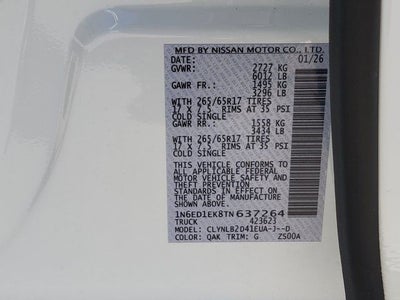 MFD BY NISSAN MOTOR CO., LTD.
DATE: 01/26
GVWR: 2727 KG
6012 LB
GAWR FR.: 1495 KG
3296 LB
WITH 265/65R17 TIRES
17 X 7.5 RIMS AT 35 PSI
COLD SINGLE
GAWR RR.: 1558 KG
3434 LB
WITH 265/65R17 TIRES
17 X 7.5 RIMS AT 35 PSI
COLD SINGLE
THIS VEHICLE CONFORMS TO
ALL APPLICABLE FEDERAL
MOTOR VEHICLE SAFETY AND
THEFT PREVENTION STANDARDS
IN EFFECT ON THE
DATE OF MANUFACTURE
SHOWN ABOVE.
1N6ED1EK8TN637264
TRUCK 423623
MODEL: CLYNLB2D41EUA-J--D
COLOR: QAK TRIM: G ZS00A